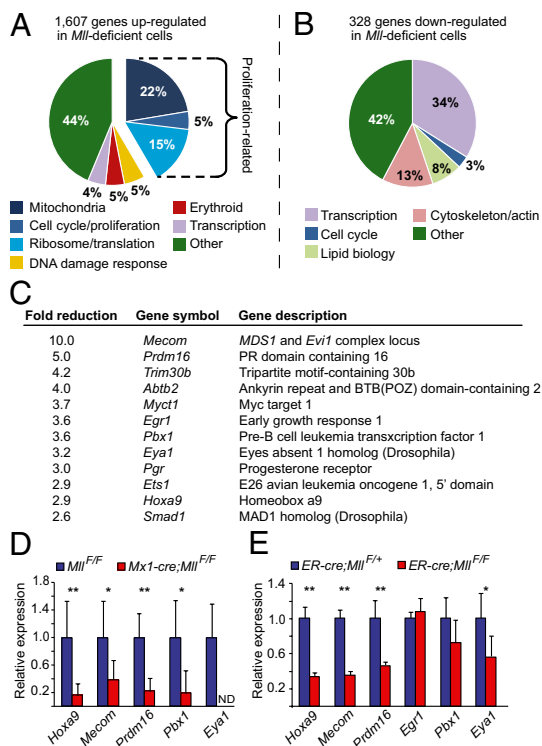 A
1,607 genes up-regulated
in Mll-deficient cells
22%
5%
15%
5%
5%
4%
44%
Proliferation-related
Mitochondria
Cell cycle/proliferation
Ribosome/translation
DNA damage response
Erythroid
Transcription
Other
B
328 genes down-regulated
in Mll-deficient cells
34%
3%
8%
13%
42%
Transcription
Cell cycle
Lipid biology
Cytoskeleton/actin
Other
C
Fold reduction Gene symbol Gene description
10.0 Mecom MDS1 and Evi1 complex locus
5.0 Prdm16 PR domain containing 16
4.2 Trim30b Tripartite motif-containing 30b
4.0 Abtb2 Ankyrin repeat and BTB(POZ) domain-containing 2
3.7 Myct1 Myc target 1
3.6 Egr1 Early growth response 1
3.6 Pbx1 Pre-B cell leukemia transxcription factor 1
3.2 Eya1 Eyes absent 1 homolog (Drosophila)
3.0 Pgr Progesterone receptor
2.9 Ets1 E26 avian leukemia oncogene 1, 5' domain
2.9 Hoxa9 Homeobox a9
2.6 Smad1 MAD1 homolog (Drosophila)
D
Mll F/F Mx1-cre;Mll F/F
Relative expression
1.8
1.4
1.0
0.6
0.2
** * ** *
ND
Hoxa9 Mecom Prdm16 Pbx1 Eya1
E
ER-cre;Mll F/+ ER-cre;Mll F/F
Relative expression
1.4
1.0
0.6
0.2
** ** ** *
Hoxa9 Mecom Prdm16 Egr1 Pbx1 Eya1